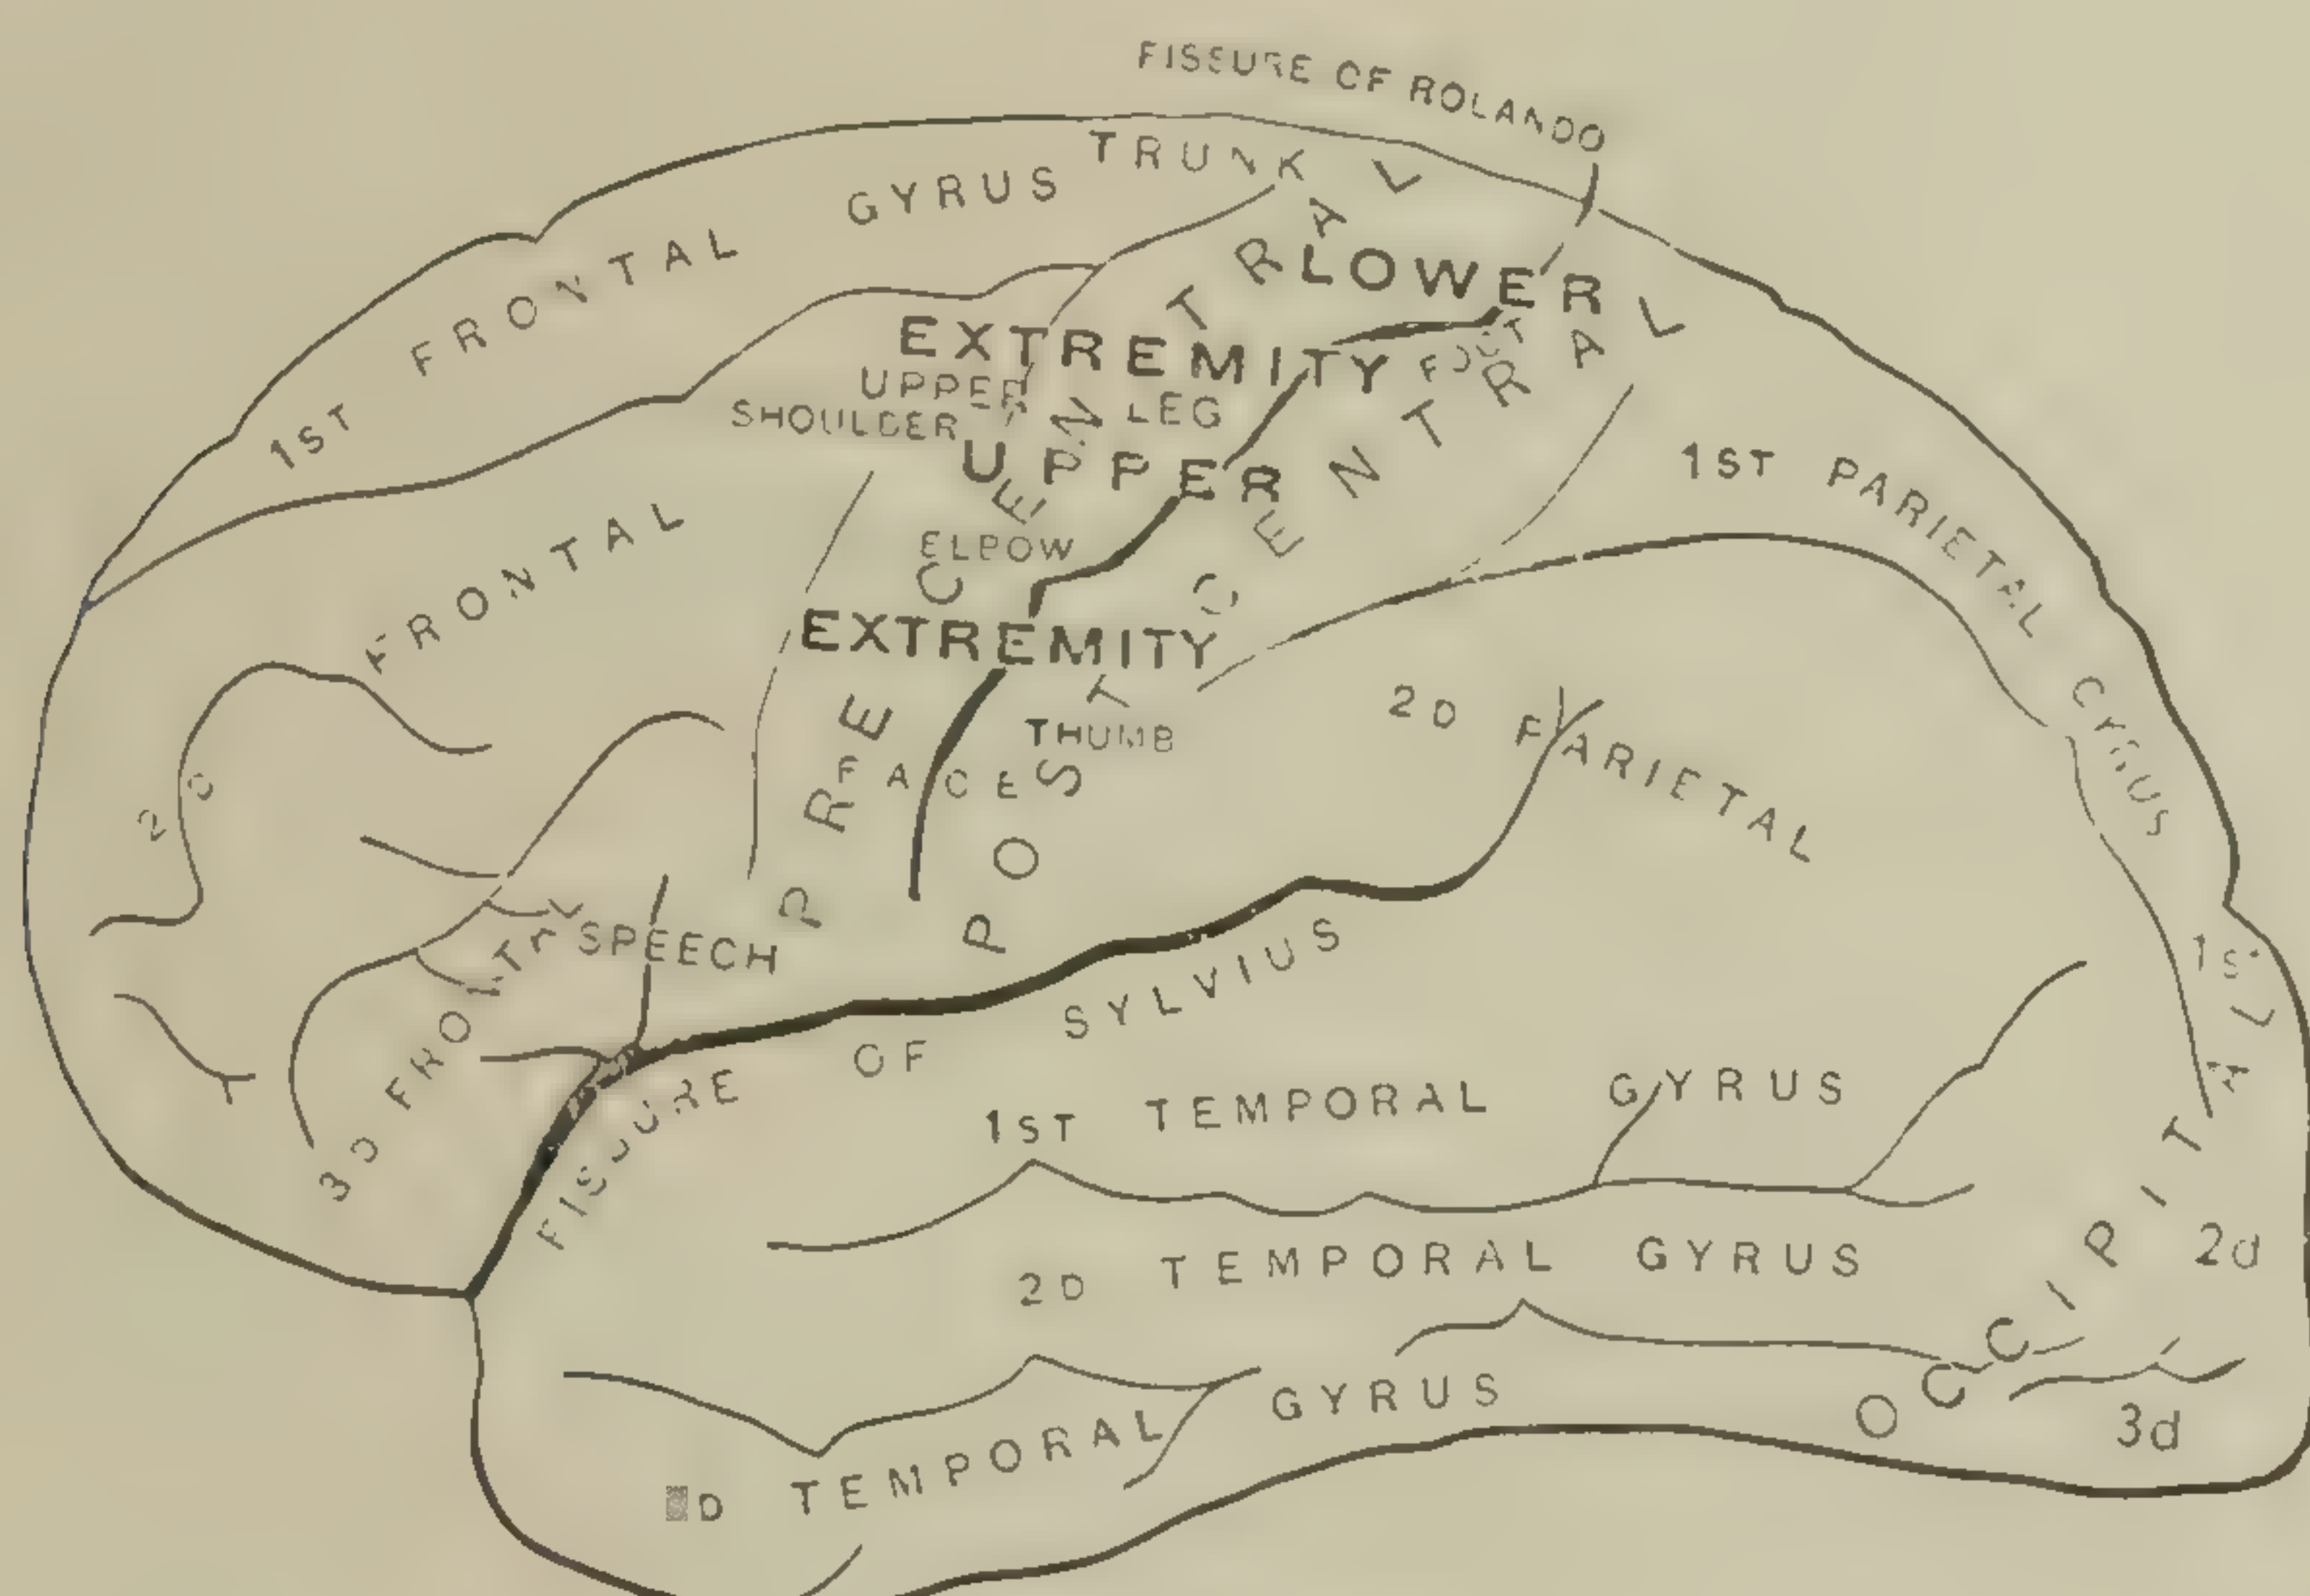 FISSURE OF ROLANDO
TRUNK
1ST FRONTAL GYRUS
PRECENTRAL
LOWER
EXTREMITY
FOOT
UPPER
SHOULDER
LEG
UPPER
ELBOW
EXTREMITY
POST CENTRAL
THUMB
FACE
1ST PARIETAL GYRUS
2D FRONTAL
2D PARIETAL
SPEECH
3D FRONTAL
FISSURE OF SYLVIUS
1ST TEMPORAL GYRUS
2D TEMPORAL GYRUS
D TEMPORAL GYRUS
OCCIPITAL
1ST
2d
3d